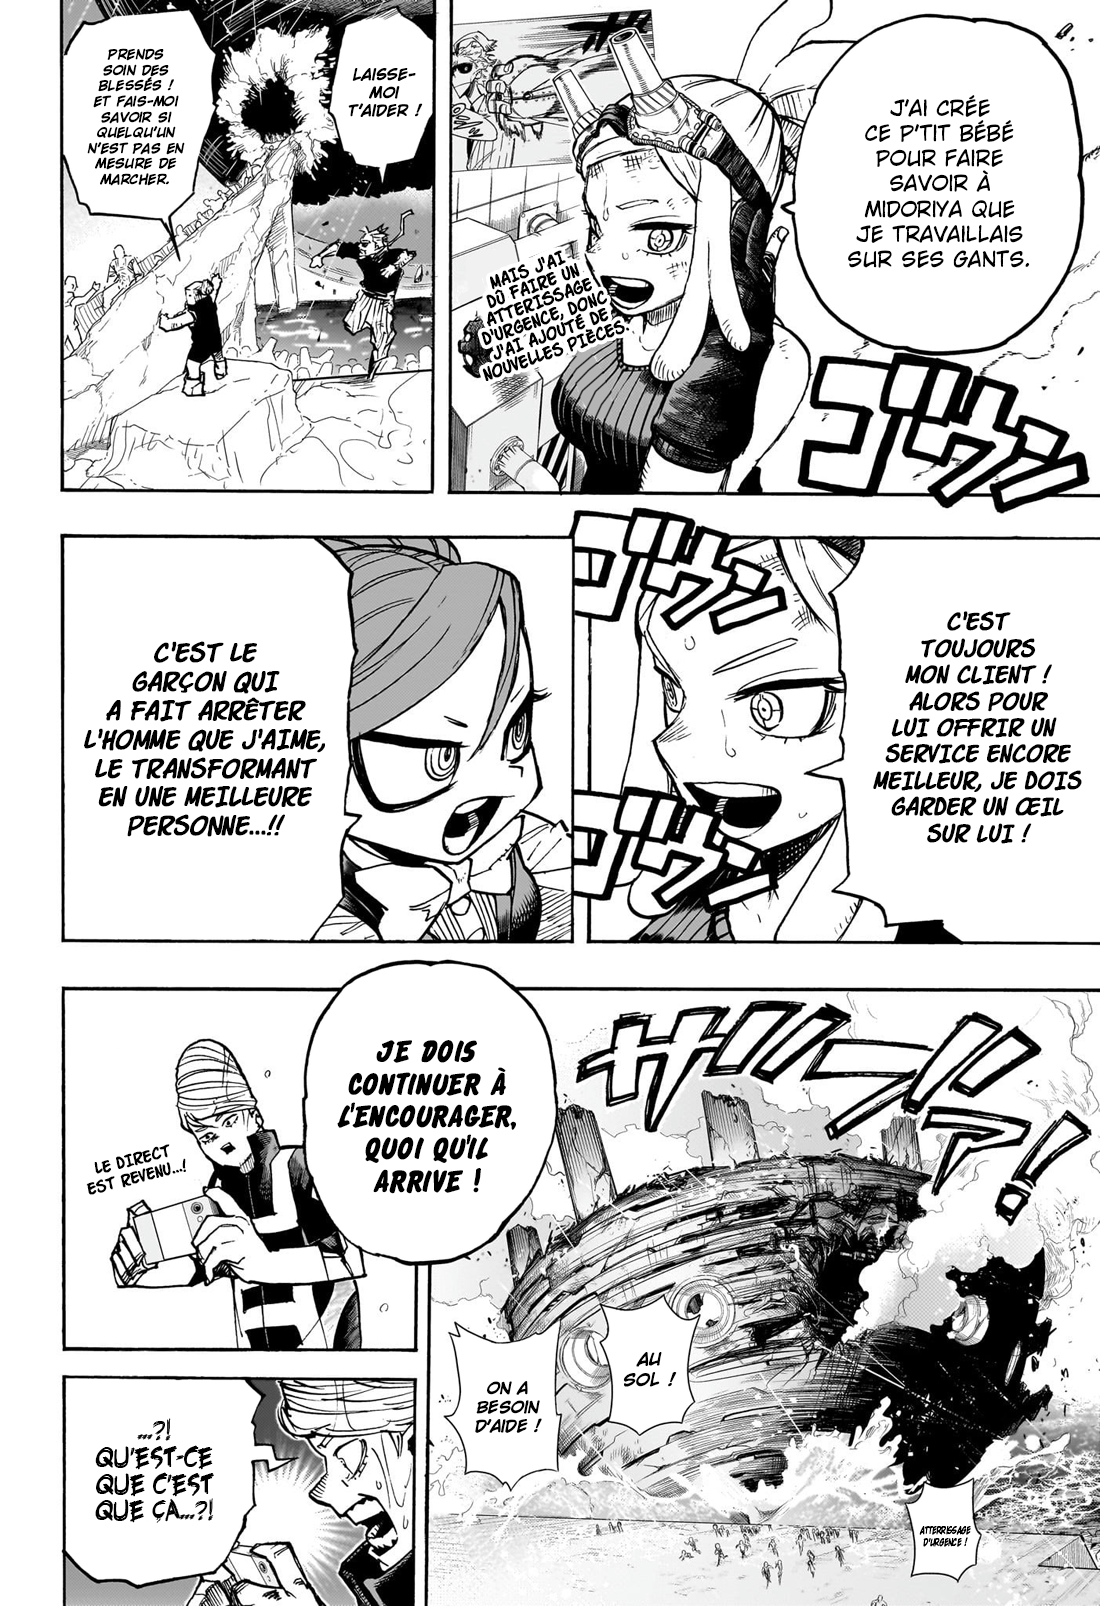 PRENDS
SOIN DES
BLESSÉS !
ET FAIS-MOI
SAVOIR SI
QUELQU'UN
N'EST PAS EN
MESURE DE
MARCHER.
LAISSE-
MOI
T'AIDER !
J'AI CRÉE
CE P'TIT BÉBÉ
POUR FAIRE
SAVOIR À
MIDORIYA QUE
JE TRAVAILLAIS
SUR SES GANTS.
MAIS J'AI
DÛ FAIRE UN
ATTERISSAGE
D'URGENCE, DONC
J'AI AJOUTÉ DE
NOUVELLES PIÈCES.
ゴウン
C'EST LE
GARÇON QUI
A FAIT ARRÊTER
L'HOMME QUE J'AIME,
LE TRANSFORMANT
EN UNE MEILLEURE
PERSONNE...!!
ゴウン
ゴウン
C'EST
TOUJOURS
MON CLIENT !
ALORS POUR
LUI OFFRIR UN
SERVICE ENCORE
MEILLEUR, JE DOIS
GARDER UN ŒIL
SUR LUI !
LE DIRECT
EST REVENU...!
JE DOIS
CONTINUER À
L'ENCOURAGER,
QUOI QU'IL
ARRIVE !
ザバァ!
AU
SOL !
ON A
BESOIN
D'AIDE !
ATTERRISSAGE
D'URGENCE !
...?!
QU'EST-CE
QUE C'EST
QUE ÇA...?!